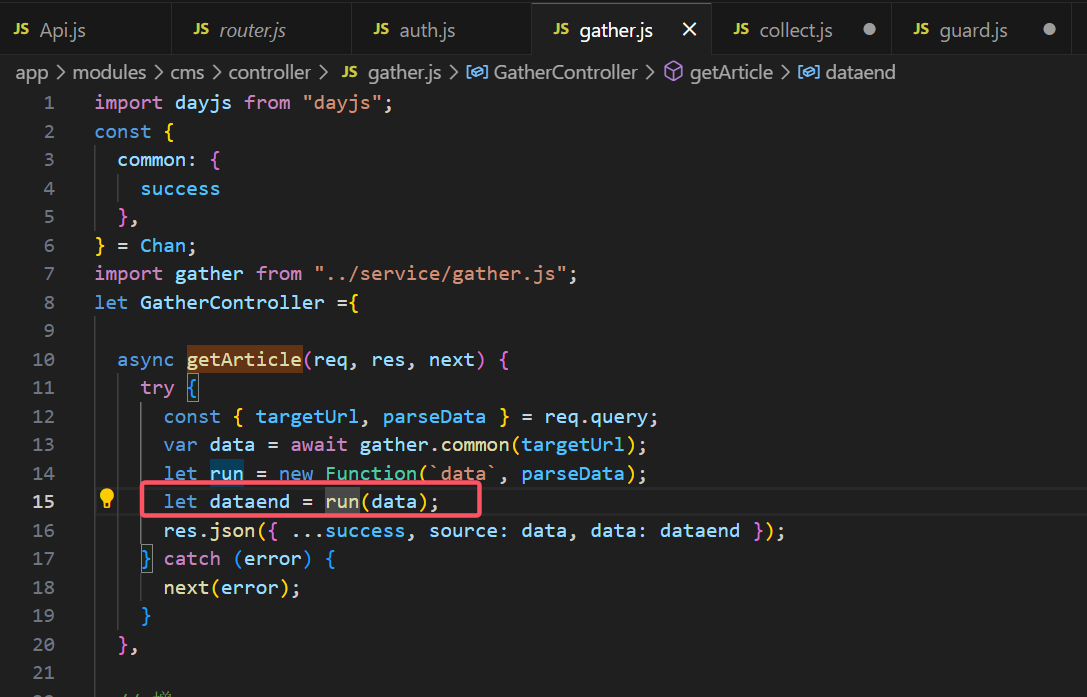 JS Api.js JS router.js JS auth.js JS gather.js JS collect.js JS guard.js
app > modules > cms > controller > JS gather.js > GatherController > getArticle > dataend
1 import dayjs from "dayjs";
2 const {
3 common: {
4 success
5 },
6 } = Chan;
7 import gather from "../service/gather.js";
8 let GatherController ={
9
10 async getArticle(req, res, next) {
11 try {
12 const { targetUrl, parseData } = req.query;
13 var data = await gather.common(targetUrl);
14 let run = new Function(`data`, parseData);
15 let dataend = run(data);
16 res.json({ ...success, source: data, data: dataend });
17 } catch (error) {
18 next(error);
19 }
20 },
21